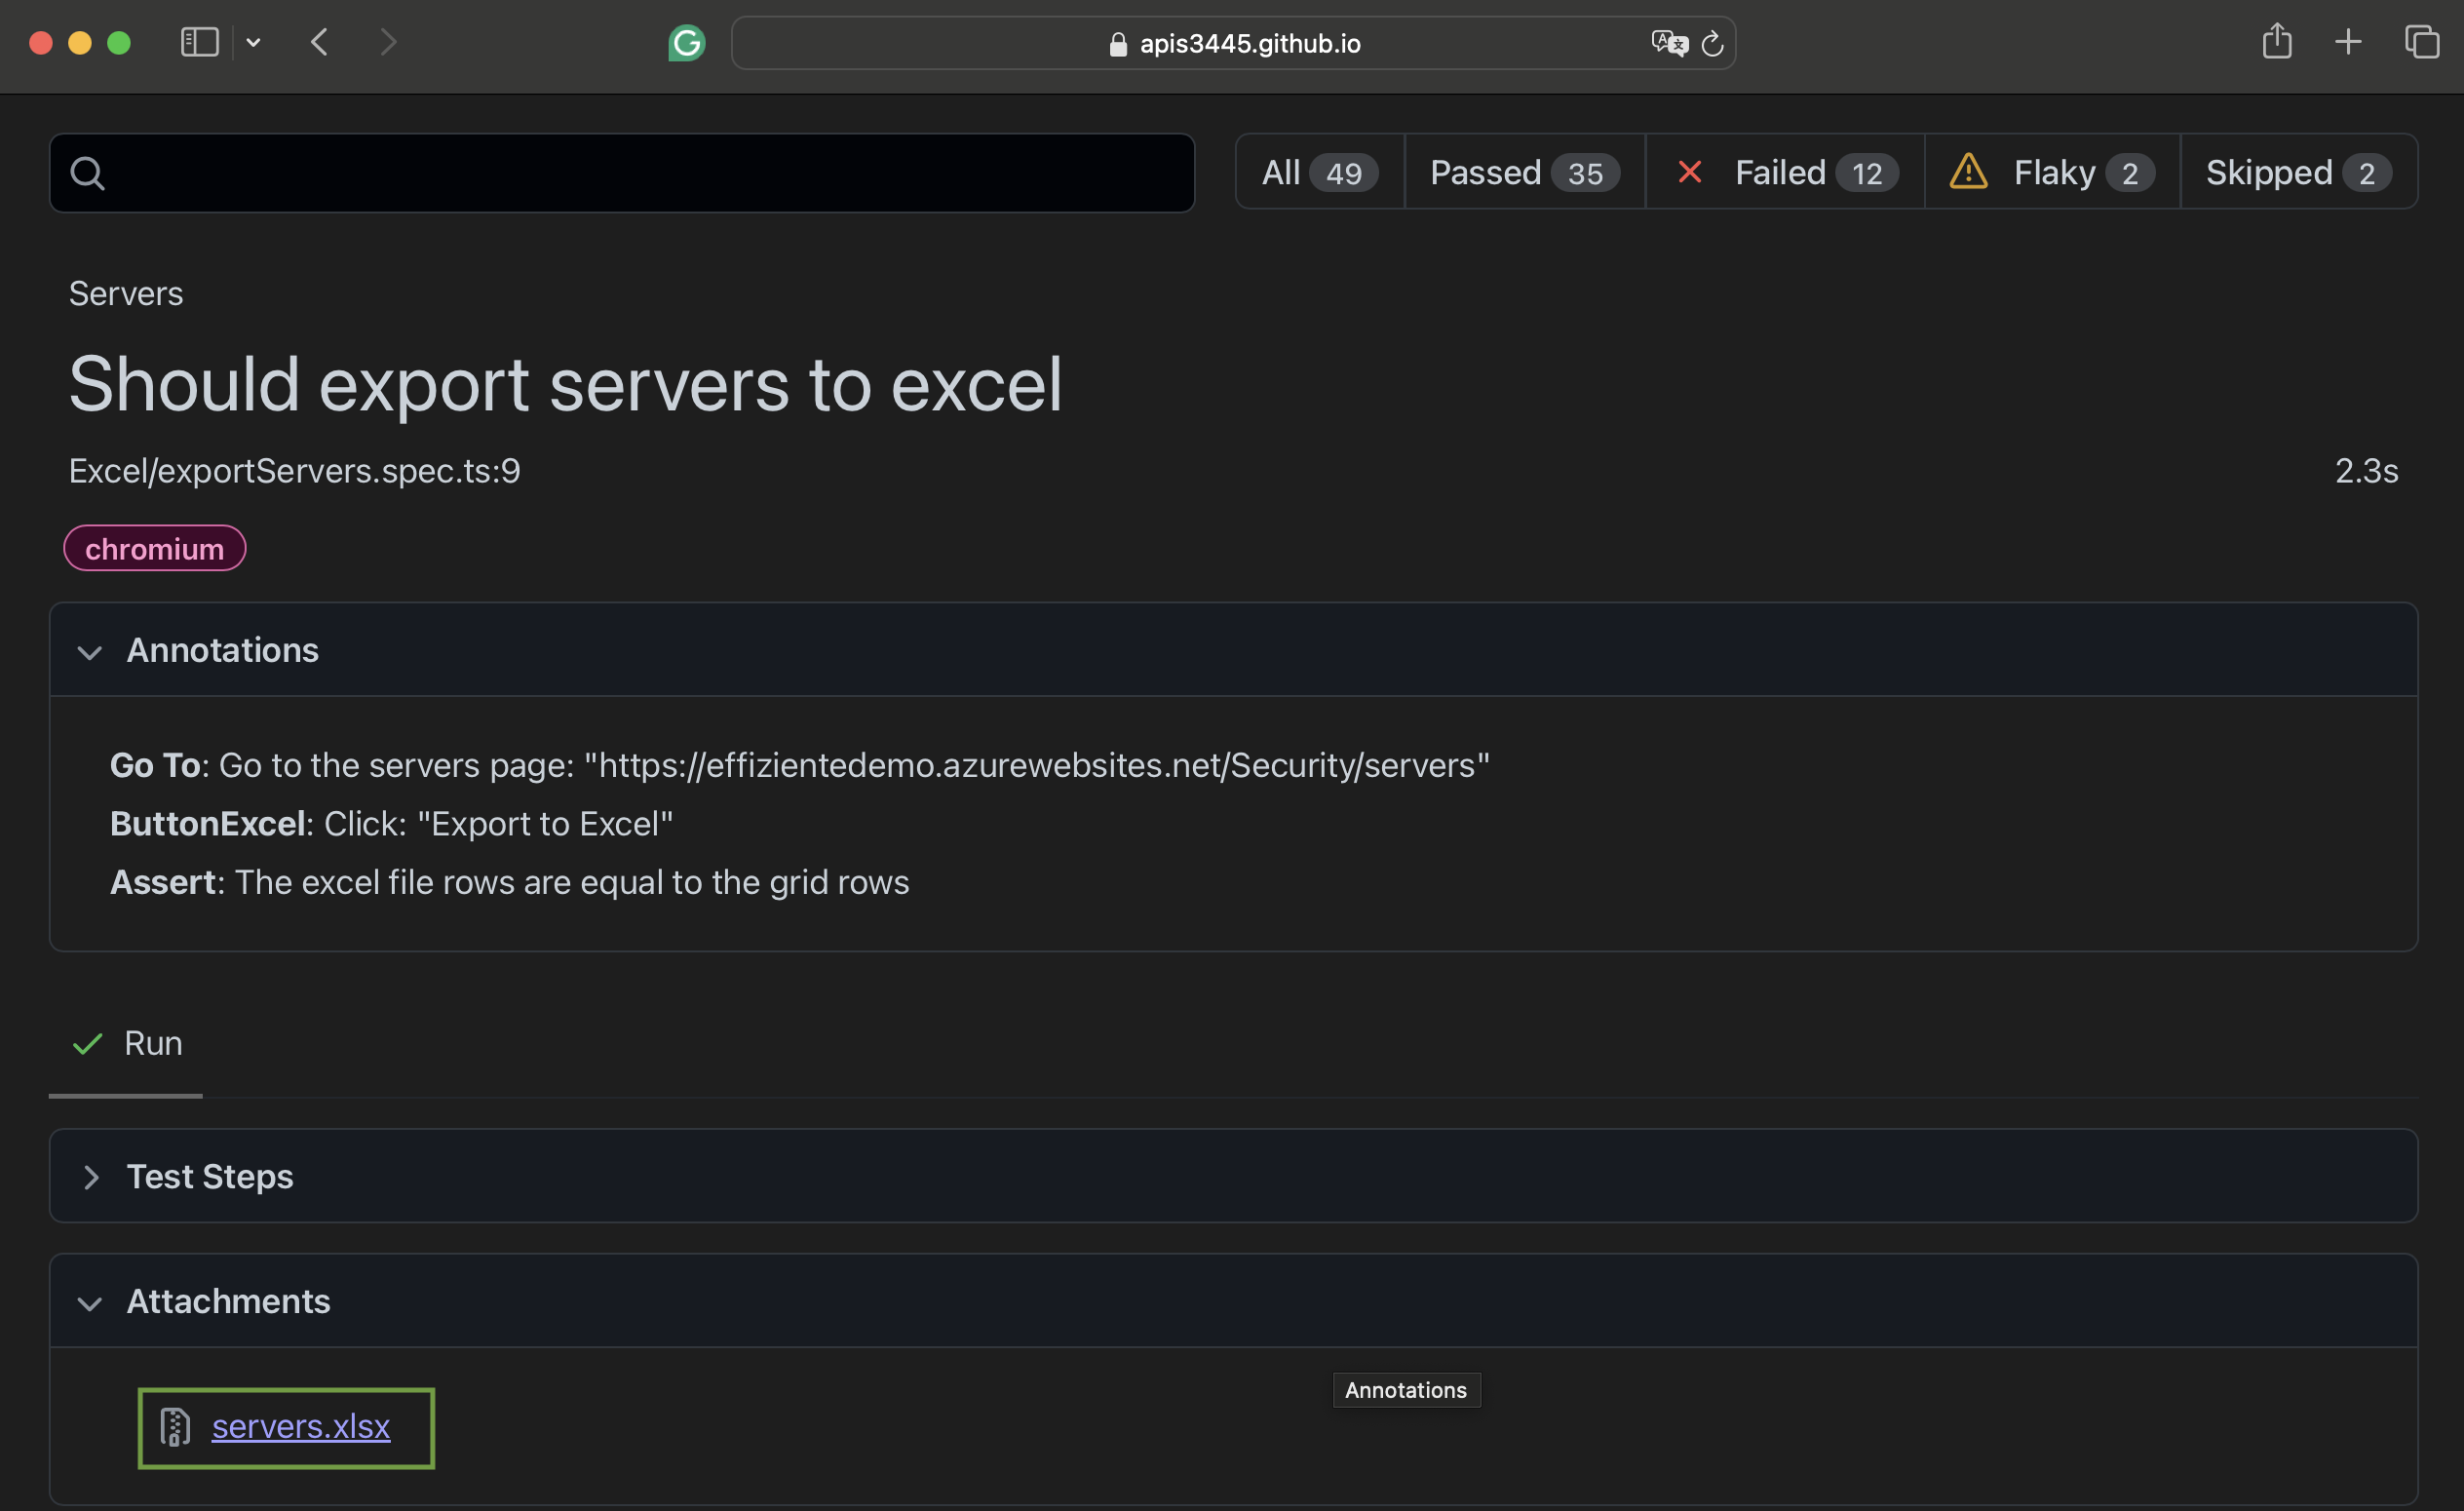 apis3445.github.io
All 49 Passed 35 Failed 12 Flaky 2 Skipped 2
Servers
Should export servers to excel
Excel/exportServers.spec.ts:9 2.3s
chromium
Annotations
Go To: Go to the servers page: "https://effizientedemo.azurewebsites.net/Security/servers"
ButtonExcel: Click: "Export to Excel"
Assert: The excel file rows are equal to the grid rows
Run
Test Steps
Attachments
Annotations
servers.xlsx